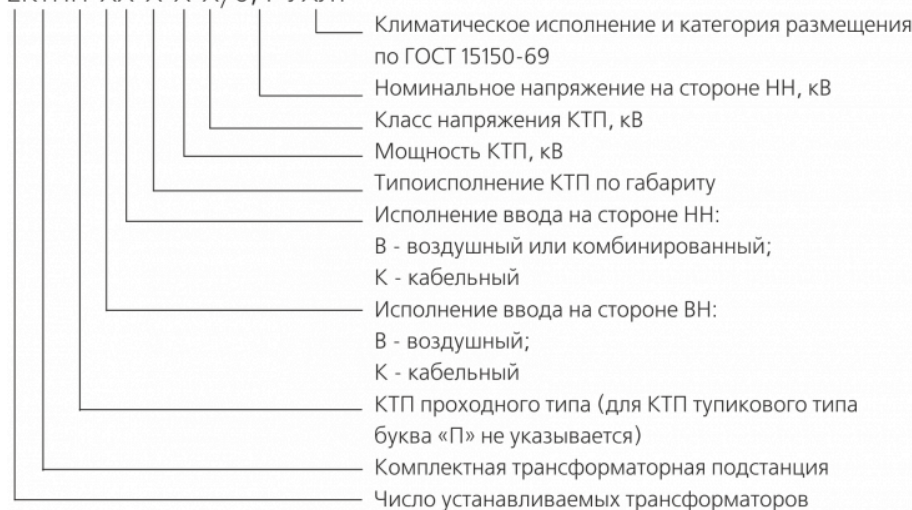 Климатическое исполнение и категория размещения
по ГОСТ 15150-69
Номинальное напряжение на стороне НН, кВ
Класс напряжения КТП, кВ
Мощность КТП, кВ
Типоисполнение КТП по габариту
Исполнение ввода на стороне НН:
В - воздушный или комбинированный;
К - кабельный
Исполнение ввода на стороне ВН:
В - воздушный;
К - кабельный
КТП проходного типа (для КТП тупикового типа
буква «П» не указывается)
Комплектная трансформаторная подстанция
Число устанавливаемых трансформаторов